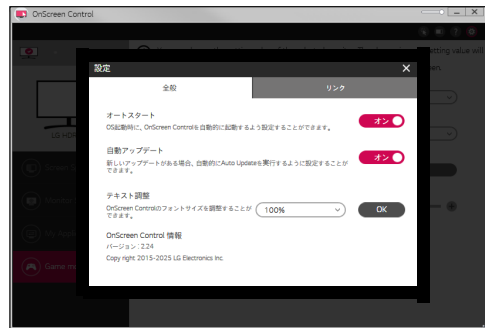 OnScreen Control
設定
全般
リンク
オートスタート
OS起動時に、OnScreen Controlを自動的に起動するよう設定することができます。
オン
自動アップデート
新しいアップデートがある場合、自動的にAuto Updateを実行するように設定することが
できます。
オン
テキスト調整
OnScreen Controlのフォントサイズを調整することが
できます。
100%
OK
OnScreen Control 情報
バージョン : 2.24
Copy right 2015-2025 LG Electronics Inc.
setting value will
LG HDR
Screen
Monitor
My Appli
Game m